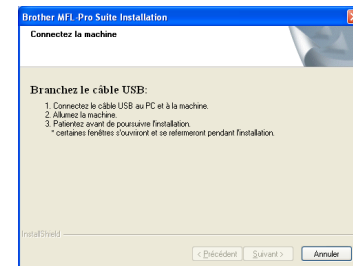 Brother MFL-Pro Suite Installation
Connectez la machine
Branchez le câble USB:
1. Connectez le câble USB au PC et à la machine.
2. Allumez la machine.
3. Patientez avant de poursuivre l'installation.
* certaines fenêtres s'ouvriront et se refermeront pendant l'installation.
InstallShield
< Précédent
Suivant >
Annuler